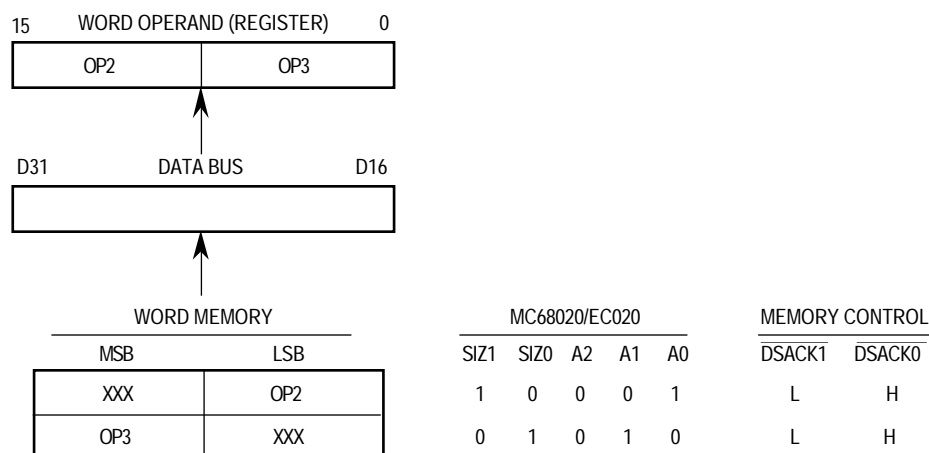 15 WORD OPERAND (REGISTER) 0
OP2 OP3
D31 DATA BUS D16
WORD MEMORY MC68020/EC020 MEMORY CONTROL
MSB LSB SIZ1 SIZ0 A2 A1 A0 DSACK1 DSACK0
XXX OP2 1 0 0 0 1 L H
OP3 XXX 0 1 0 1 0 L H